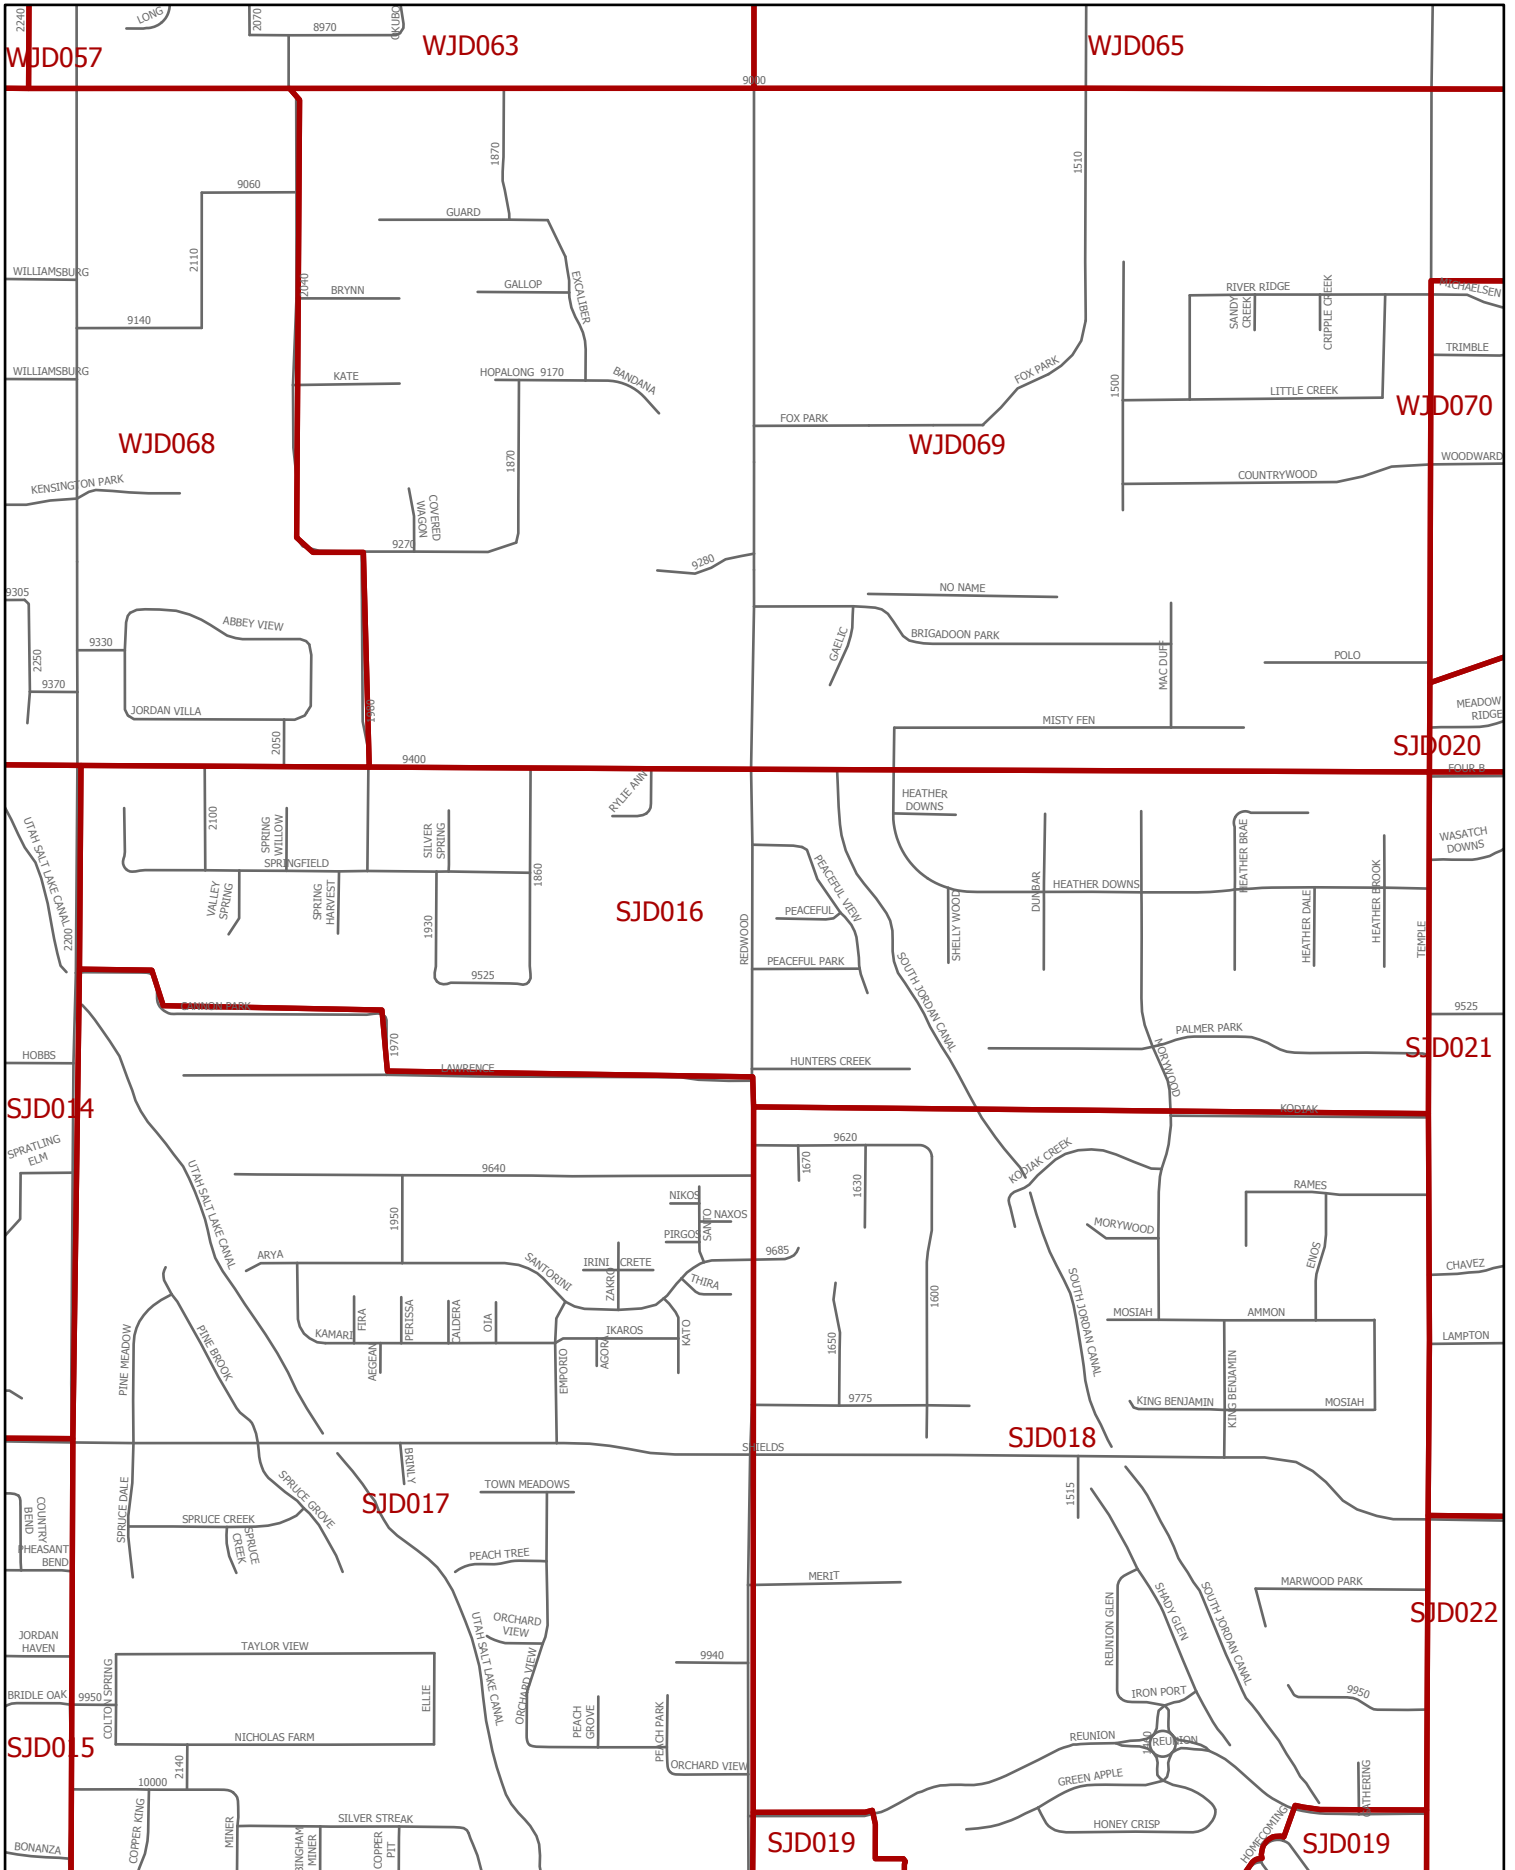 2240
LONG
2070
8970
OKUBO
WJD057
WJD063
WJD065
9000
1870
1510
9060
GUARD
2110
WILLIAMSBURG
2040
BRYNN
GALLOP
EXCALIBER
RIVER RIDGE
SANDY
CREEK
CRIPPLE CREEK
MICHAELSEN
9140
TRIMBLE
WILLIAMSBURG
KATE
HOPALONG 9170
BANDANA
FOX PARK
1500
LITTLE CREEK
WJD070
FOX PARK
WJD068
WJD069
WOODWARD
1870
COUNTRYWOOD
KENSINGTON PARK
COVERED
WAGON
9270
9280
9305
NO NAME
ABBEY VIEW
9330
GAELIC
BRIGADOON PARK
MAC DUFF
POLO
2250
9370
JORDAN VILLA
1980
MISTY FEN
MEADOW
RIDGE
2050
9400
SJD020
FOUR B
RYLIE ANN
HEATHER
DOWNS
UTAH SALT LAKE CANAL
2100
SPRING
WILLOW
SILVER
SPRING
SPRINGFIELD
1860
PEACEFUL VIEW
HEATHER BRAE
WASATCH
DOWNS
VALLEY
SPRING
SPRING
HARVEST
1930
SJD016
PEACEFUL
SHELLY WOOD
DUNBAR
HEATHER DOWNS
HEATHER DALE
HEATHER BROOK
TEMPLE
2200
REDWOOD
PEACEFUL PARK
9525
SOUTH JORDAN CANAL
CANNON PARK
9525
1970
HOBBS
LAWRENCE
HUNTERS CREEK
PALMER PARK
MORYWOOD
SJD021
SJD014
KODIAK
SPRATLING
ELM
UTAH SALT LAKE CANAL
9640
9620
1670
1630
KODIAK CREEK
RAMES
1950
NIKOS
SANTO
NAXOS
PIRGOS
MORYWOOD
ENOS
ARYA
SANTORINI
IRINI
CRETE
ZAKRO
THIRA
9685
CHAVEZ
SOUTH JORDAN CANAL
1600
KAMARI
FIRA
PERISSA
CALDERA
OIA
IKAROS
KATO
1650
MOSIAH
AMMON
LAMPTON
PINE MEADOW
PINE BROOK
AEGEAN
EMPORIO
AGORA
9775
KING BENJAMIN
KING BENJAMIN
MOSIAH
SHIELDS
SJD018
BRINLY
TOWN MEADOWS
SJD017
1515
COUNTRY
BEND
SPRUCE DALE
SPRUCE GROVE
SPRUCE CREEK
SPRUCE
CREEK
PHEASANT
BEND
PEACH TREE
MERIT
MARWOOD PARK
REUNION GLEN
SHADY GLEN
SOUTH JORDAN CANAL
SJD022
JORDAN
HAVEN
TAYLOR VIEW
UTAH SALT LAKE CANAL
ORCHARD
VIEW
ORCHARD VIEW
9940
BRIDLE OAK
9950
COLTON SPRING
ELLIE
IRON PORT
9950
SJD015
NICHOLAS FARM
PEACH
GROVE
PEACH PARK
REUNION
REUNION
2140
ORCHARD VIEW
GREEN APPLE
10000
COPPER KING
MINER
SILVER STREAK
HONEY CRISP
GATHERING
HOMECOMING
BONANZA
BINGHAM
MINER
COPPER
PIT
SJD019
SJD019